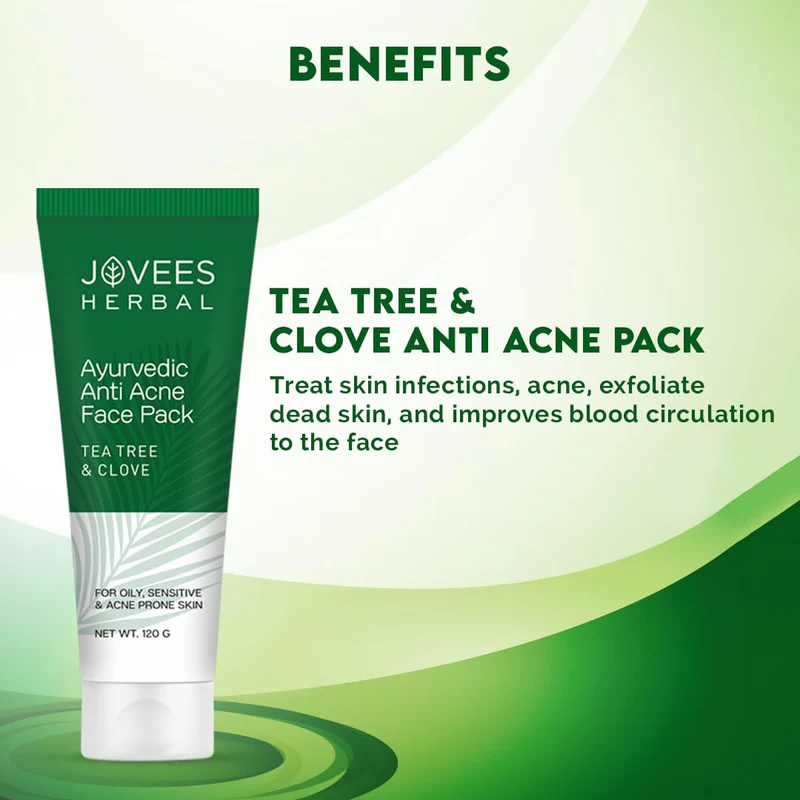 BENEFITS
JOVEES
HERBAL
Ayurvedic
Anti Acne
Face Pack
TEA TREE
& CLOVE
FOR OILY, SENSITIVE
& ACNE PRONE SKIN
NET WT. 120 G
TEA TREE &
CLOVE ANTI ACNE PACK
Treat skin infections, acne, exfoliate
dead skin, and improves blood circulation
to the face